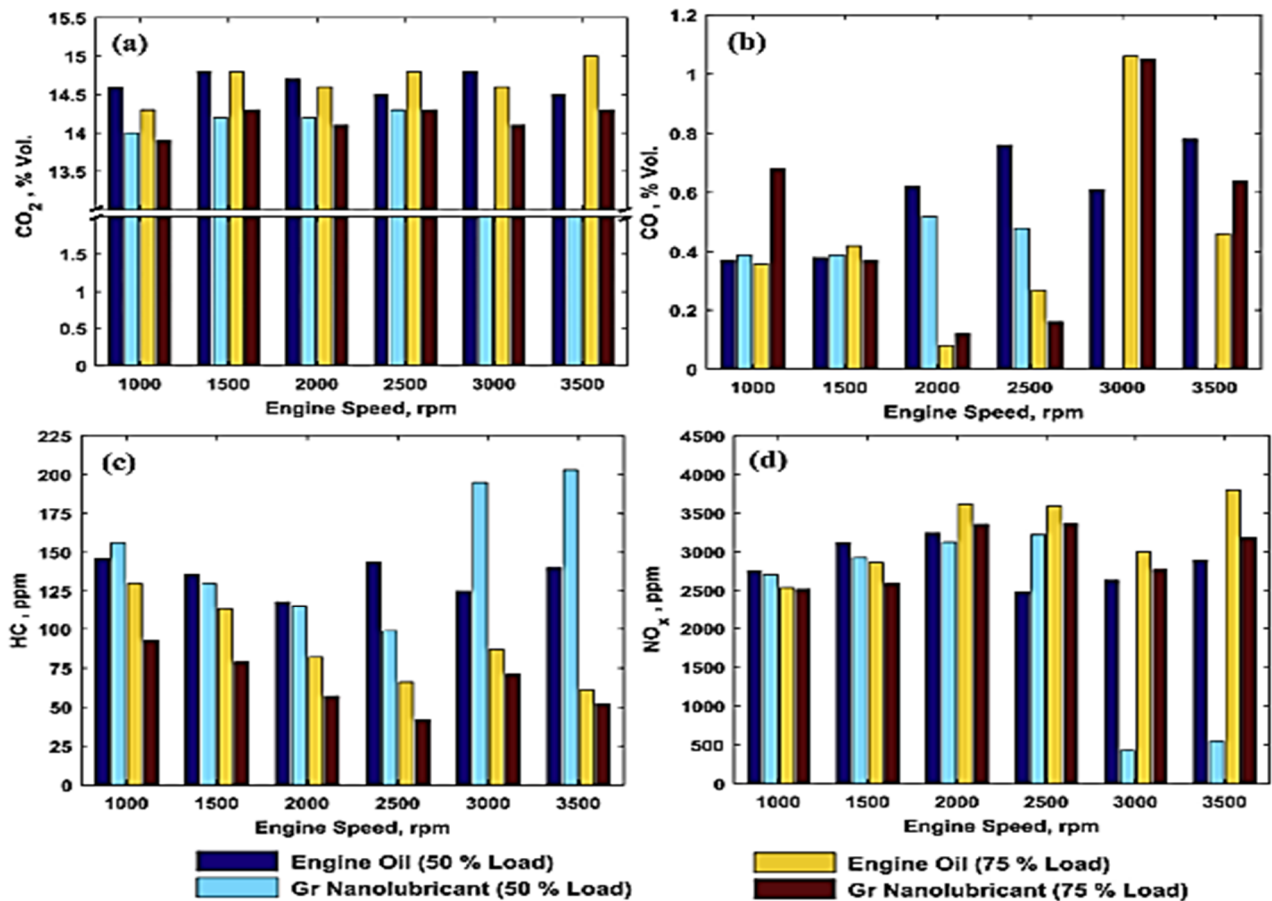 (a)
15.5
15
14.5
14
13.5
1.5
1
0.5
0
CO2 , % Vol.
1000 1500 2000 2500 3000 3500
Engine Speed, rpm
(b)
1.2
1
0.8
0.6
0.4
0.2
0
CO , % Vol.
1000 1500 2000 2500 3000 3500
Engine Speed, rpm
(c)
225
200
175
150
125
100
75
50
25
0
HC , ppm
1000 1500 2000 2500 3000 3500
Engine Speed, rpm
(d)
4500
4000
3500
3000
2500
2000
1500
1000
500
0
NOx , ppm
1000 1500 2000 2500 3000 3500
Engine Speed, rpm
Engine Oil (50 % Load)
Gr Nanolubricant (50 % Load)
Engine Oil (75 % Load)
Gr Nanolubricant (75 % Load)